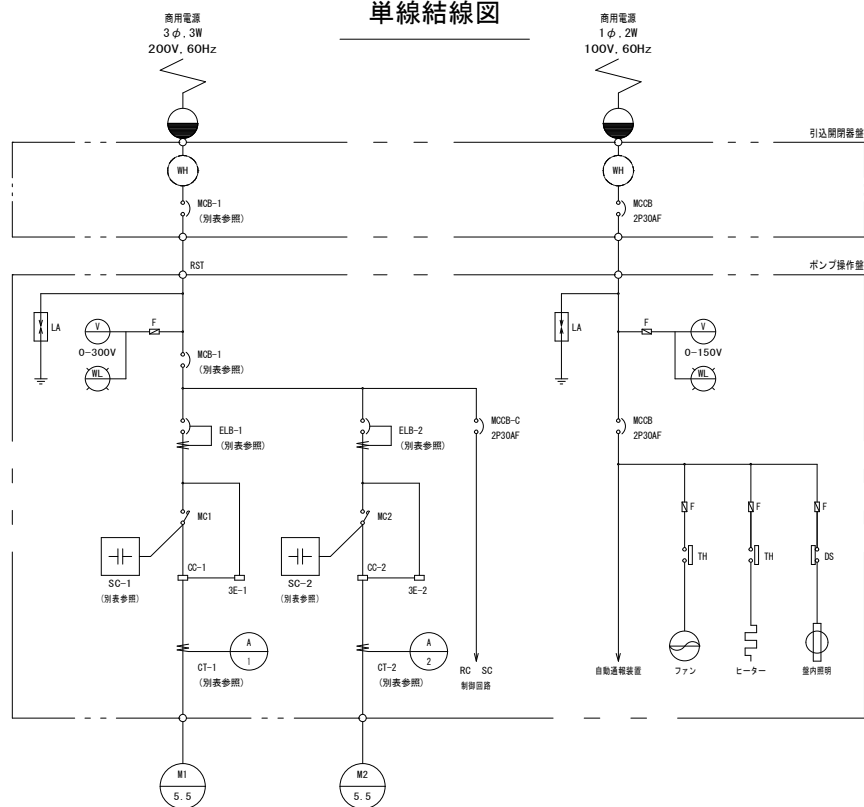 単線結線図
商用電源
3φ.3W
200V.60Hz
商用電源
1φ.2W
100V.60Hz
引込開閉器盤
WH
WH
MCB-1
(別表参照)
MCCB
2P30AF
RST
ポンプ操作盤
LA
V
F
0-300V
WL
LA
F
V
0-150V
WL
MCB-1
(別表参照)
ELB-1
(別表参照)
ELB-2
(別表参照)
MCCB-C
2P30AF
MCCB
2P30AF
MC1
MC2
F
F
F
SC-1
(別表参照)
CC-1
3E-1
SC-2
(別表参照)
CC-2
3E-2
TH
TH
DS
A
1
CT-1
(別表参照)
A
2
CT-2
(別表参照)
RC SC
制御回路
自動通報装置
ファン
ヒーター
盤内照明
M1
5.5
M2
5.5